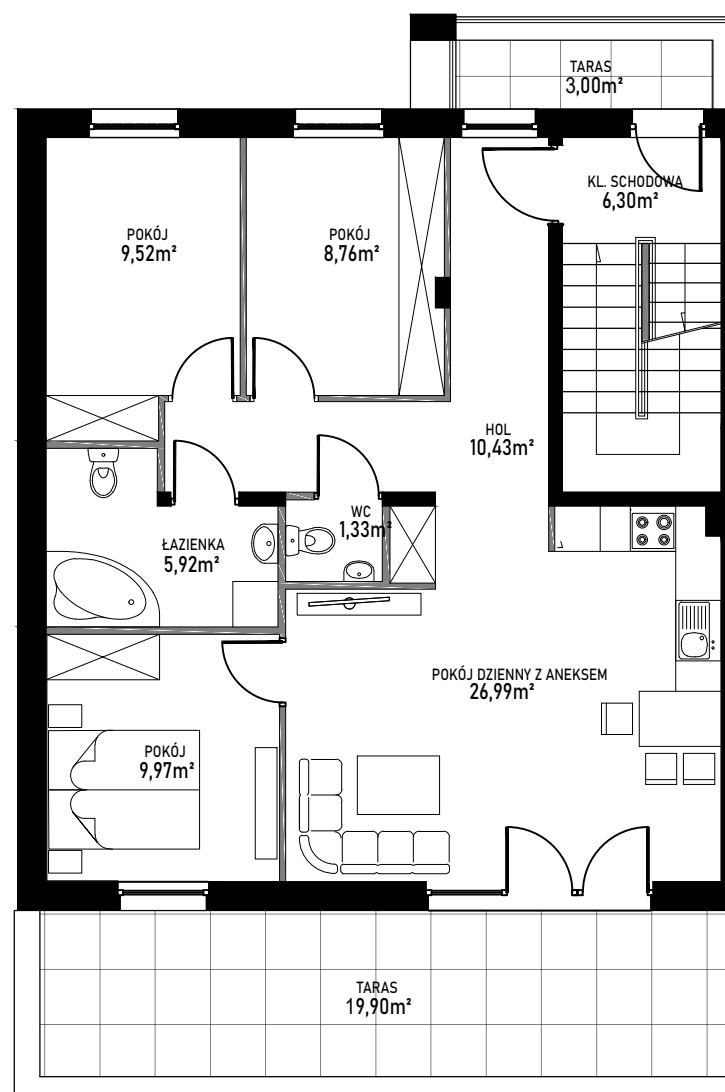 TARAS
3,00m²
KL. SCHODOWA
6,30m²
POKÓJ
9,52m²
POKÓJ
8,76m²
HOL
10,43m²
WC
1,33m²
ŁAZIENKA
5,92m²
POKÓJ DZIENNY Z ANEKSEM
26,99m²
POKÓJ
9,97m²
TARAS
19,90m²